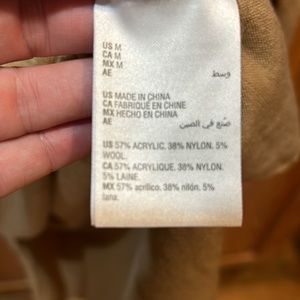 US M
CA M
MX M
AE وسط
US MADE IN CHINA
CA FABRIQUÉ EN CHINE
MX HECHO EN CHINA
AE صنع في الصين
US 57% ACRYLIC. 38% NYLON. 5%
WOOL.
CA 57% ACRYLIQUE. 38% NYLON.
5% LAINE.
MX 57% acrílico. 38% nilón. 5%
lana.